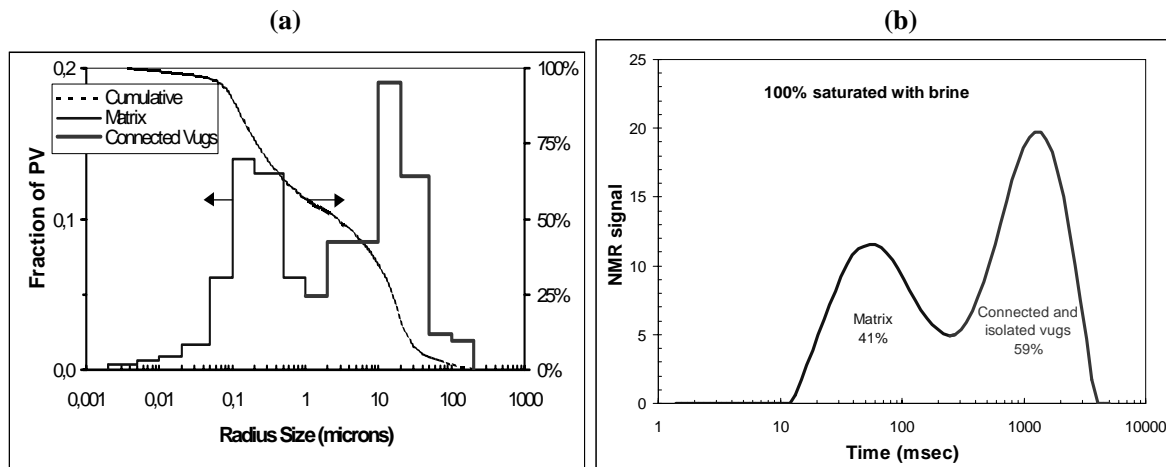 (a)
0,2
0,1
0,0
Fraction of PV
Cumulative
Matrix
Connected Vugs
100%
75%
50%
25%
0%
0,001
0,01
0,1
1
10
100
1000
Radius Size (microns)
(b)
25
20
15
10
5
0
NMR signal
100% saturated with brine
Matrix
41%
Connected and
isolated vugs
59%
1
10
100
1000
10000
Time (msec)